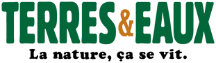 TERRES&EAUX
La nature, ça se vit.